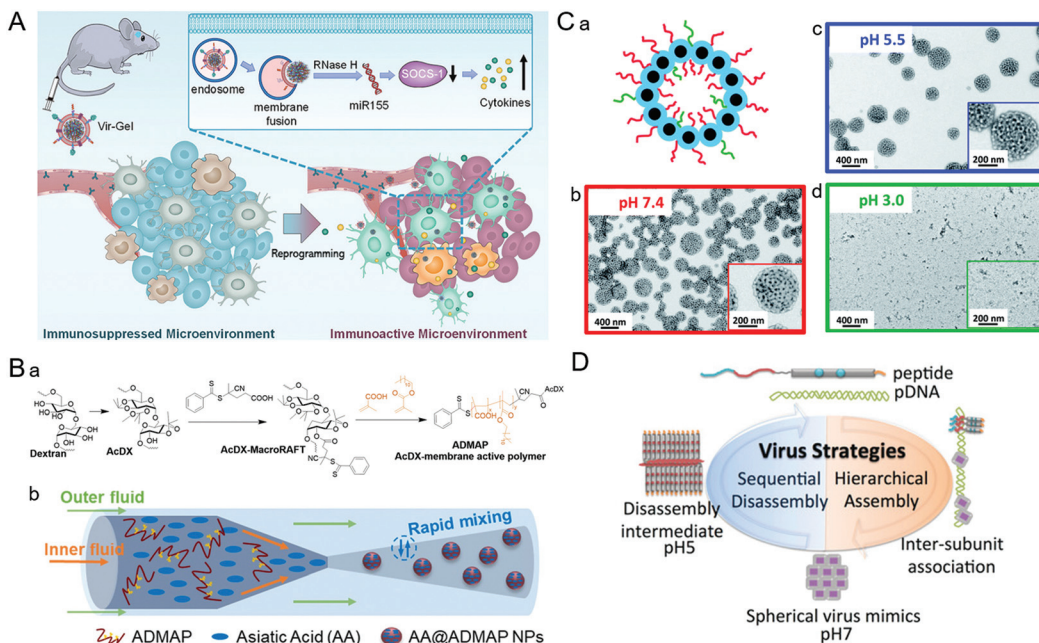 A
Vir-Gel
endosome
membrane
fusion
RNase H
miR155
SOCS-1
Cytokines
Reprogramming
Immunosuppressed Microenvironment
Immunoactive Microenvironment
B a
Dextran
AcDX
AcDX-MacroRAFT
ADMAP
AcDX-membrane active polymer
b
Outer fluid
Inner fluid
Rapid mixing
ADMAP
Asiatic Acid (AA)
AA@ADMAP NPs
C a
b
pH 7.4
400 nm
200 nm
c
pH 5.5
400 nm
200 nm
d
pH 3.0
400 nm
200 nm
D
peptide
pDNA
Virus Strategies
Sequential
Disassembly
Hierarchical
Assembly
Disassembly
intermediate
pH5
Inter-subunit
association
Spherical virus mimics
pH7